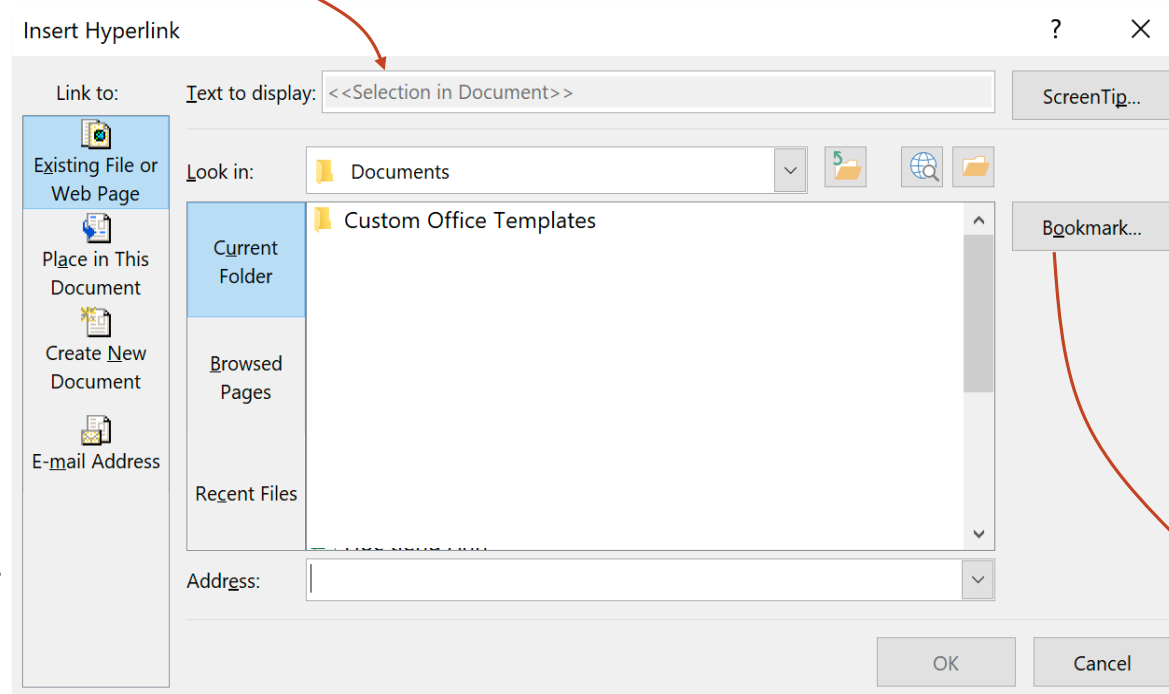 Insert Hyperlink
?
Link to:
Text to display: <<Selection in Document>>
ScreenTip...
Existing File or
Web Page
Look in:
Documents
Place in This
Document
Create New
Document
E-mail Address
Current
Folder
Browsed
Pages
Recent Files
Custom Office Templates
Bookmark...
Address:
OK
Cancel